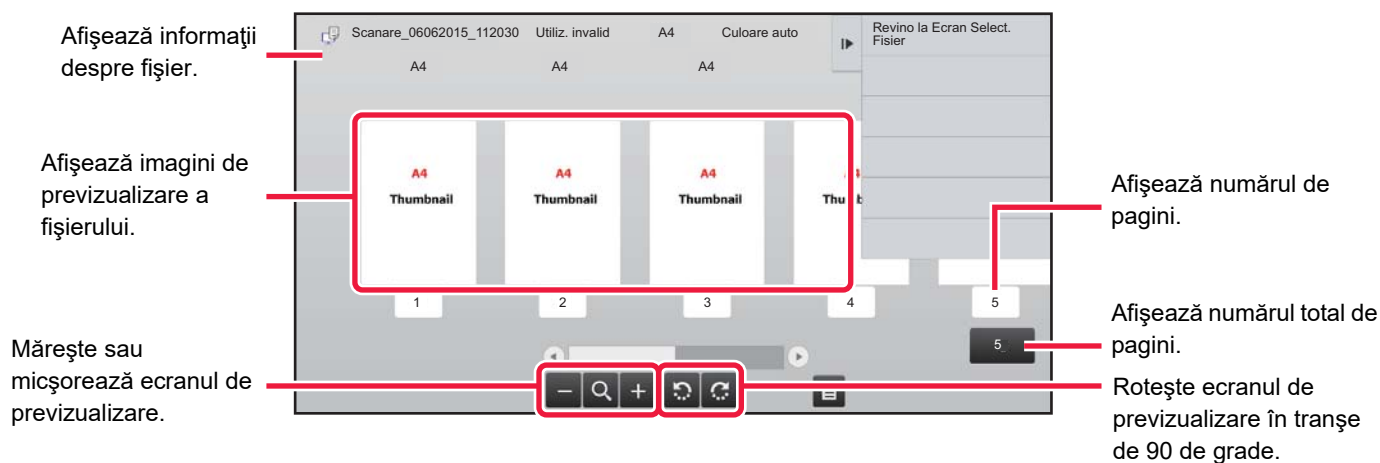 Afişează informaţii
despre fişier.
Scanare_06062015_112030 Utiliz. invalid A4 Culoare auto
Revino la Ecran Select.
Fisier
A4 A4 A4
Afişează imagini de
previzualizare a
fişierului.
A4 A4 A4
Thumbnail Thumbnail Thumbnail
Afişează numărul de
pagini.
1 2 3 4 5
Afişează numărul total de
pagini.
5
Măreşte sau
micşorează ecranul de
previzualizare.
Roteşte ecranul de
previzualizare în tranşe
de 90 de grade.